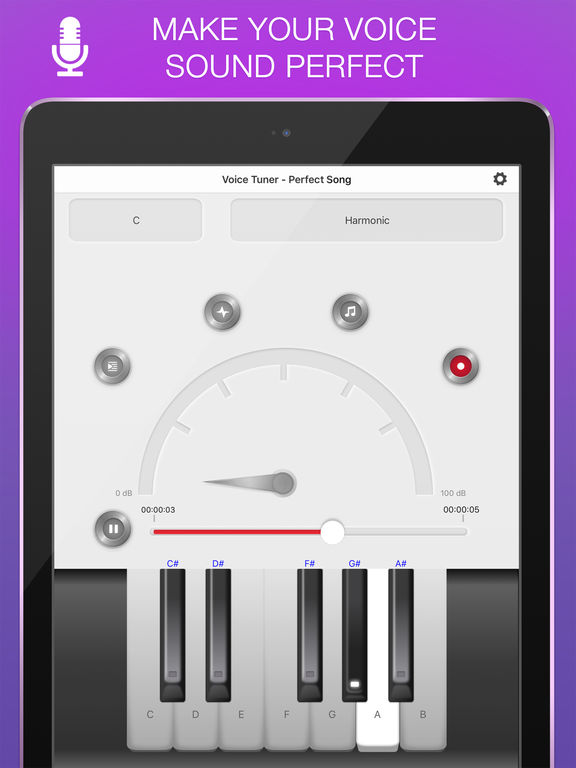 MAKE YOUR VOICE
SOUND PERFECT
Voice Tuner - Perfect Song
C
Harmonic
0 dB
100 dB
00:00:03
00:00:05
C#
D#
F#
G#
A#
C
D
E
F
G
A
B